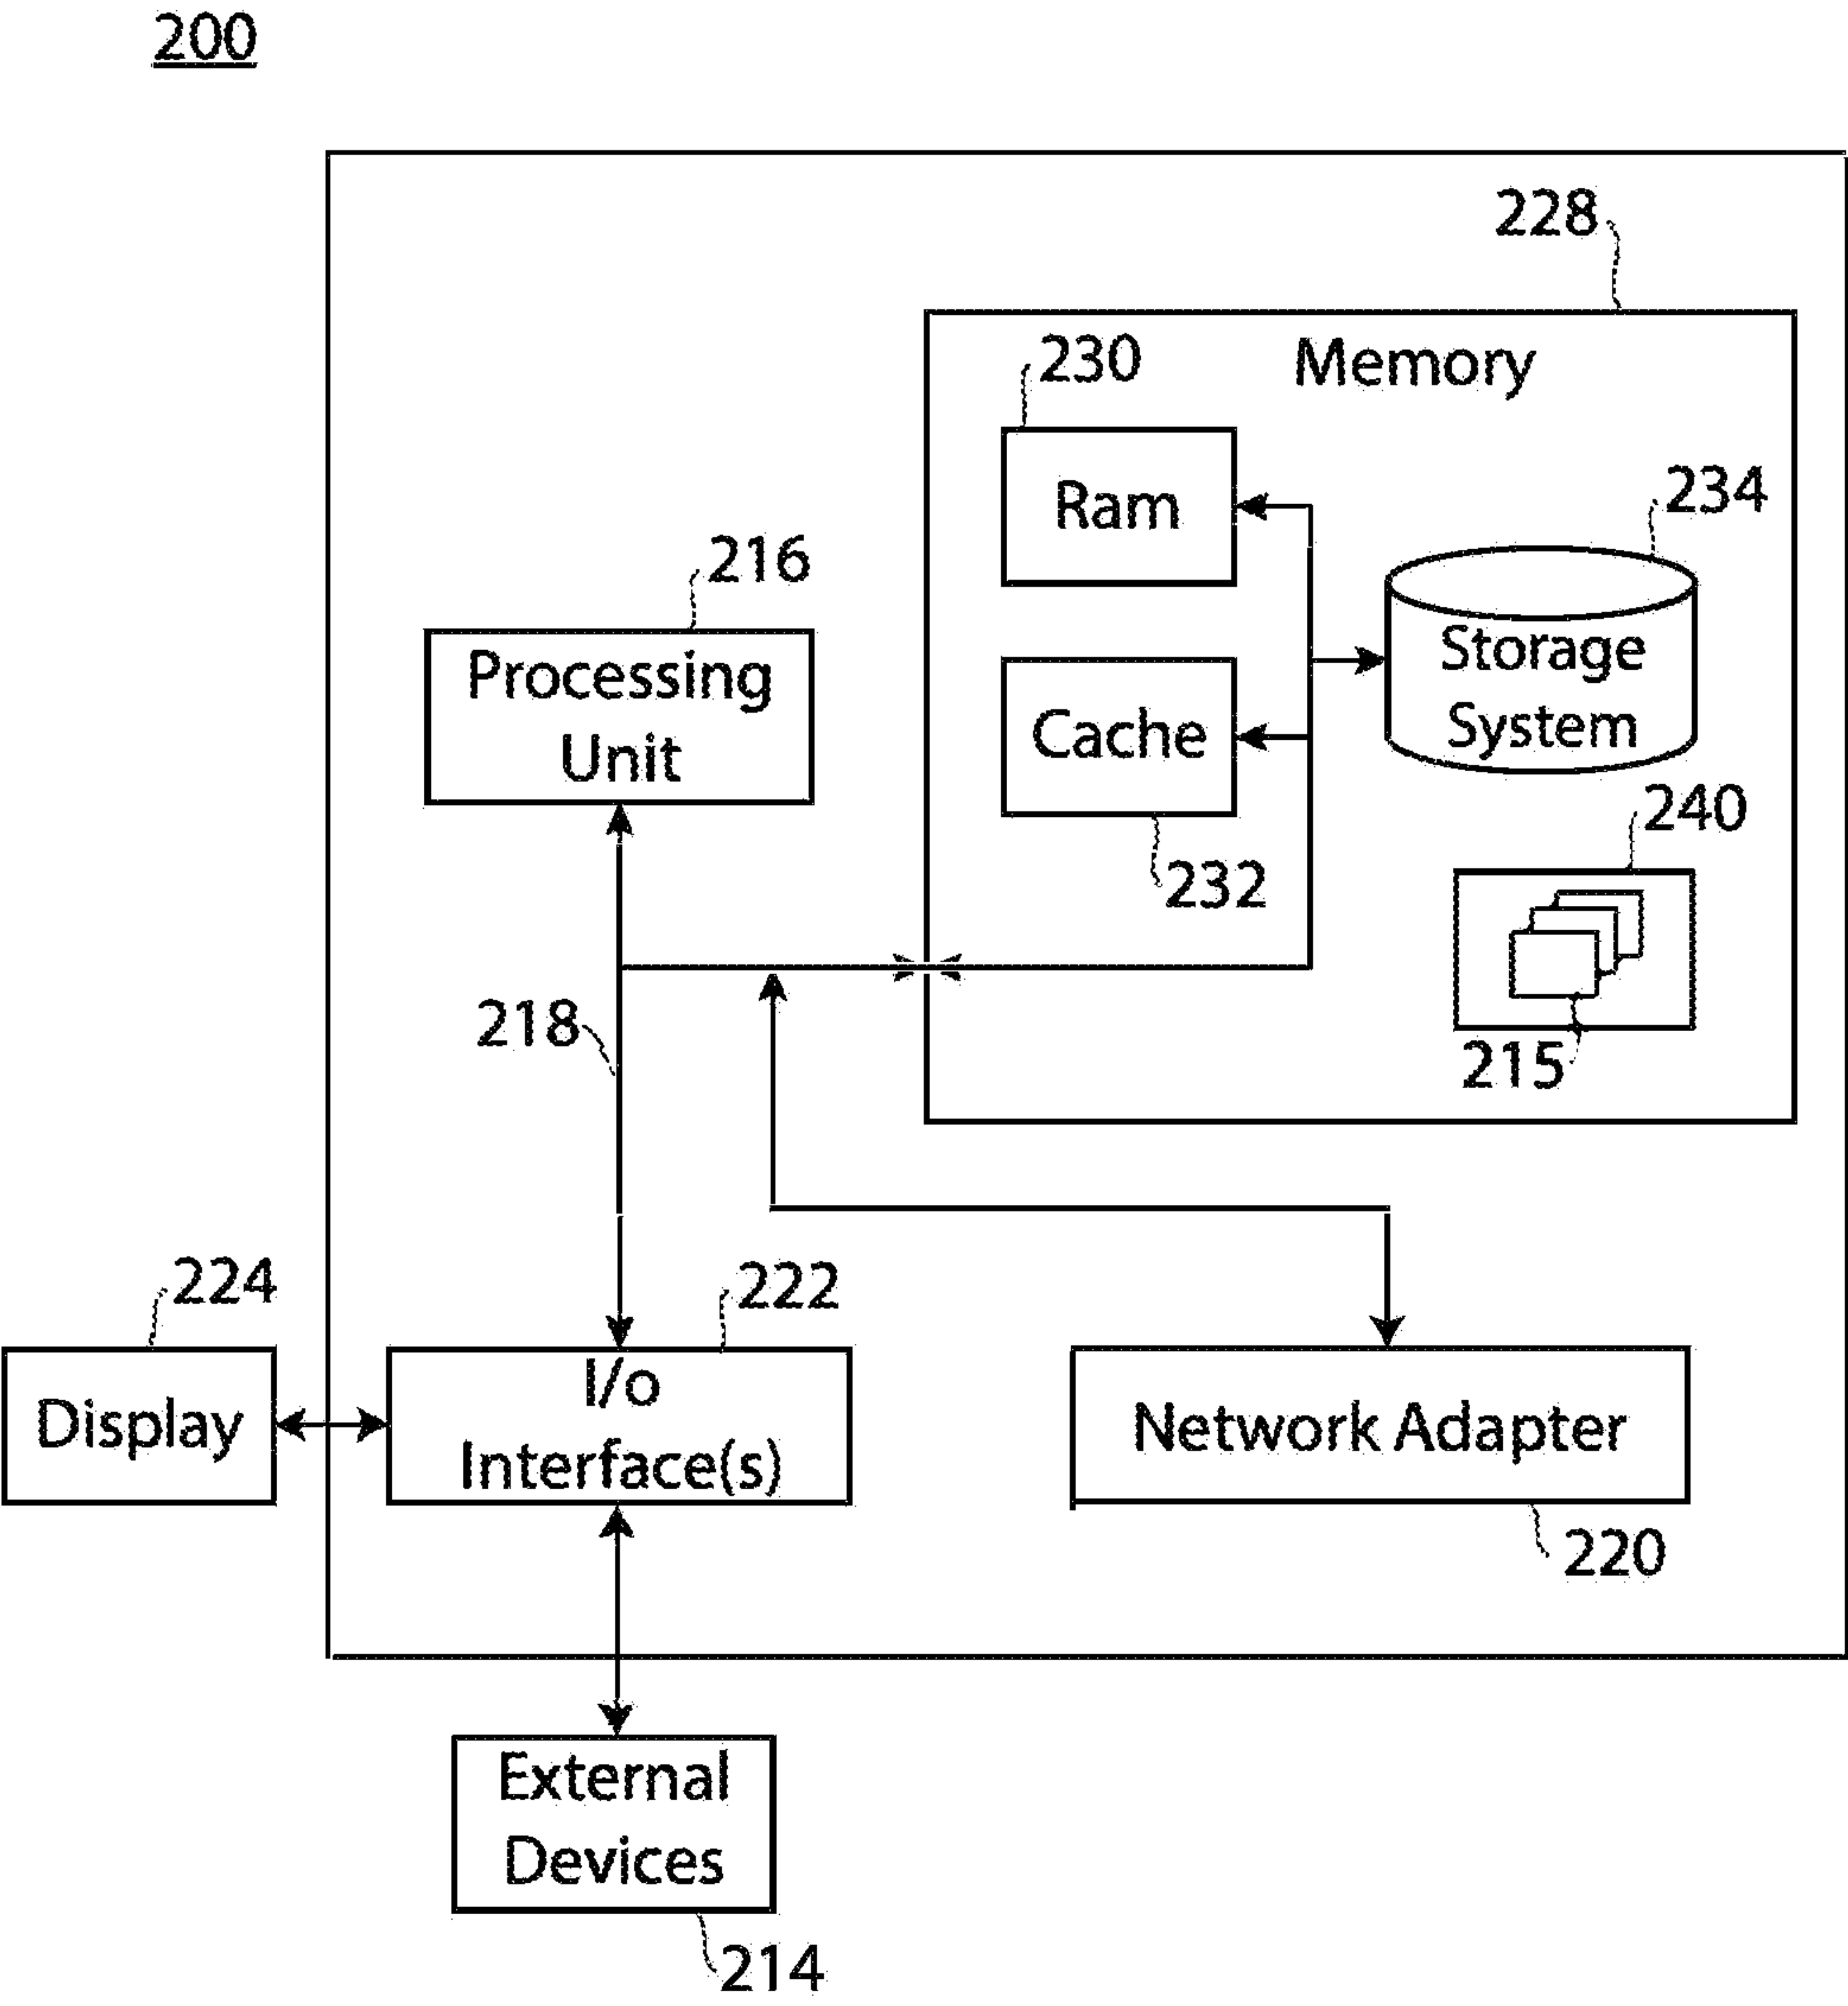 200
228
230
Memory
Ram
234
216
Processing
Unit
Storage
System
Cache
240
232
218
215
224
222
Display
I/o
Interface(s)
Network Adapter
220
External
Devices
214